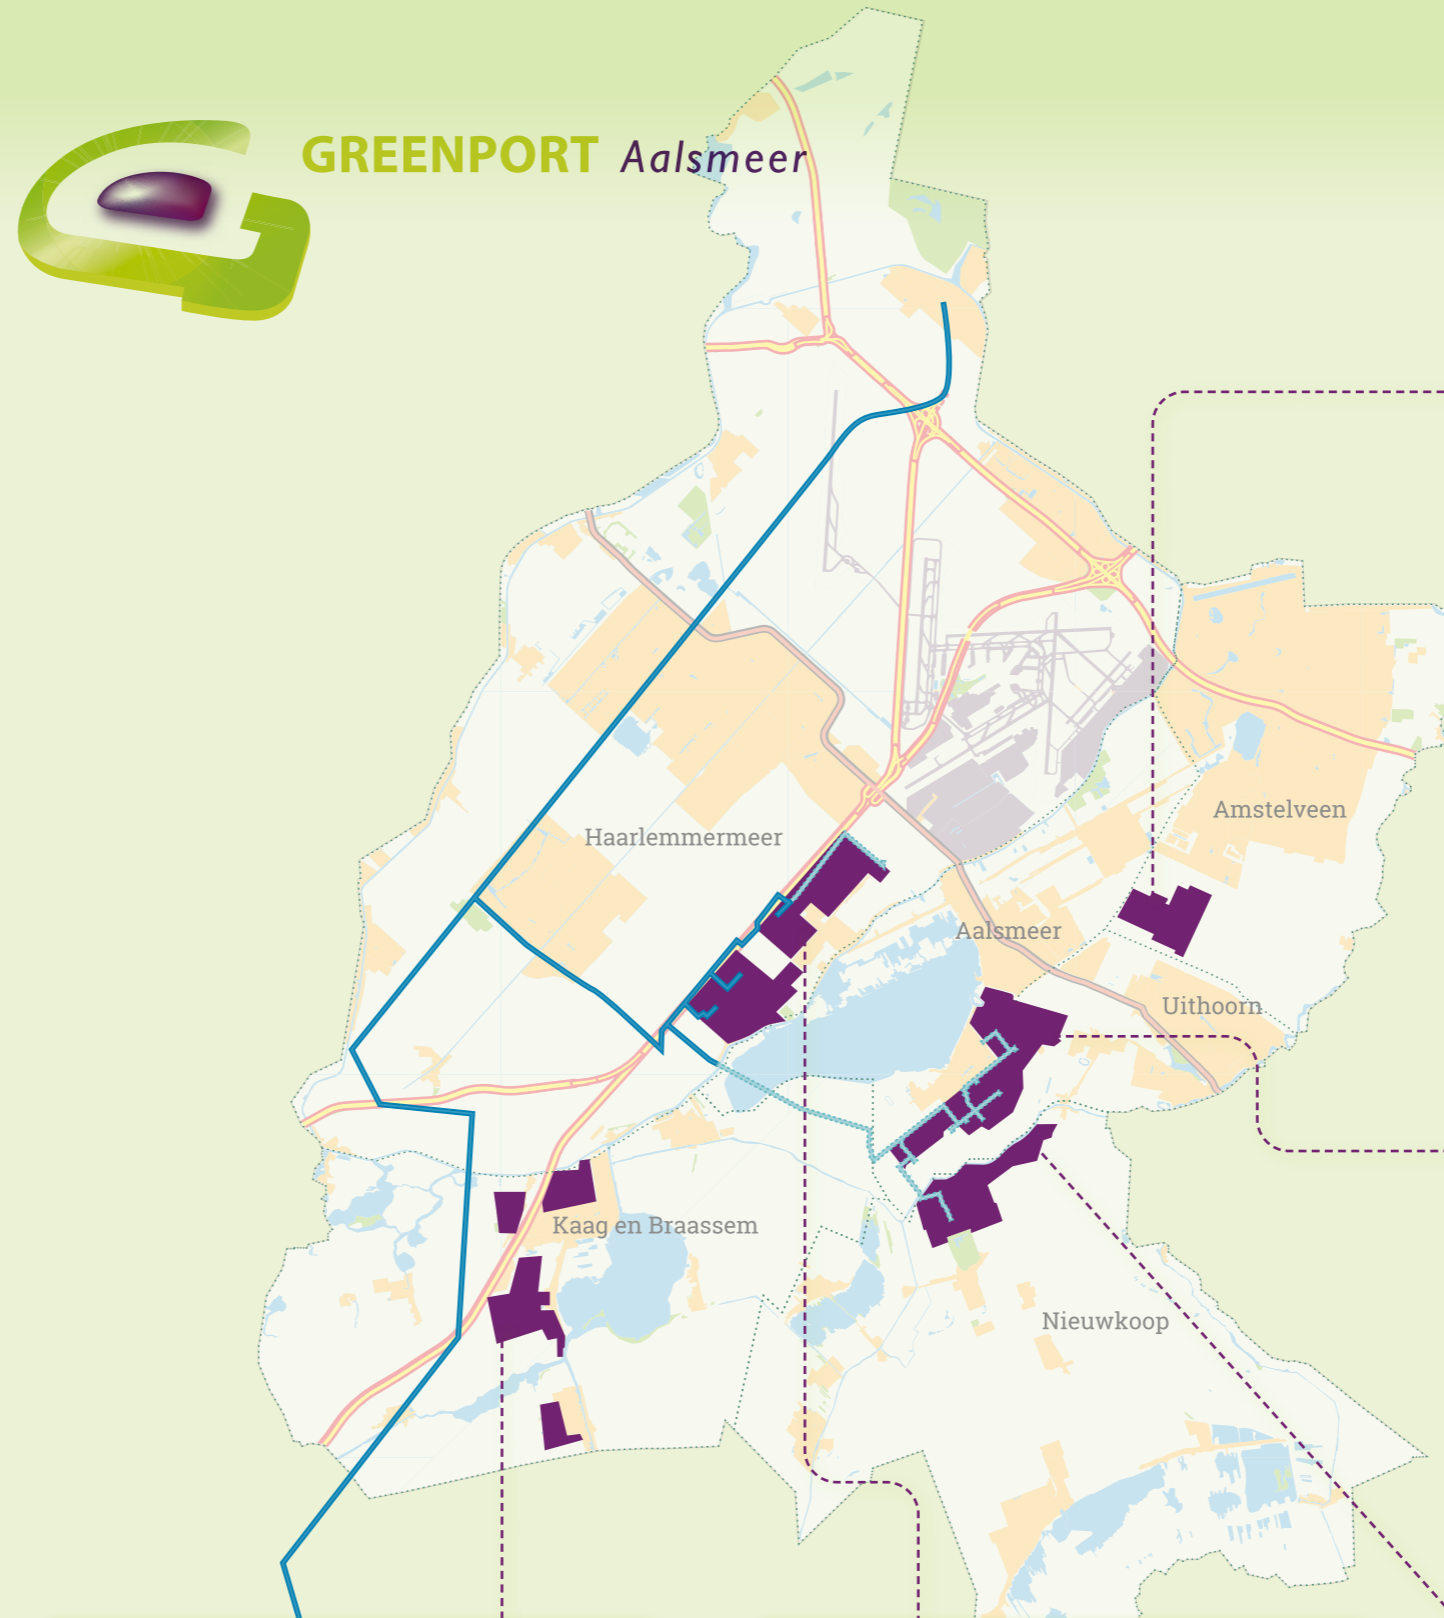 GREENPORT Aalsmeer
Amstelveen
Haarlemmermeer
Aalsmeer
Uithoorn
Kaag en Braassem
Nieuwkoop